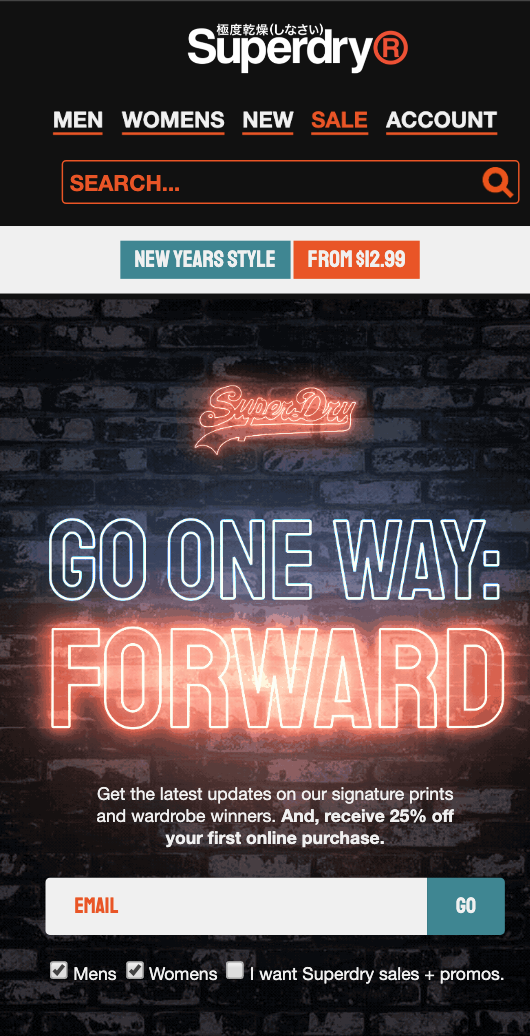 極度乾燥(しなさい)
Superdry®
MEN WOMENS NEW SALE ACCOUNT
SEARCH...
NEW YEARS STYLE FROM $12.99
SuperDry
GO ONE WAY:
FORWARD
Get the latest updates on our signature prints
and wardrobe winners. And, receive 25% off
your first online purchase.
EMAIL GO
Mens Womens I want Superdry sales + promos.